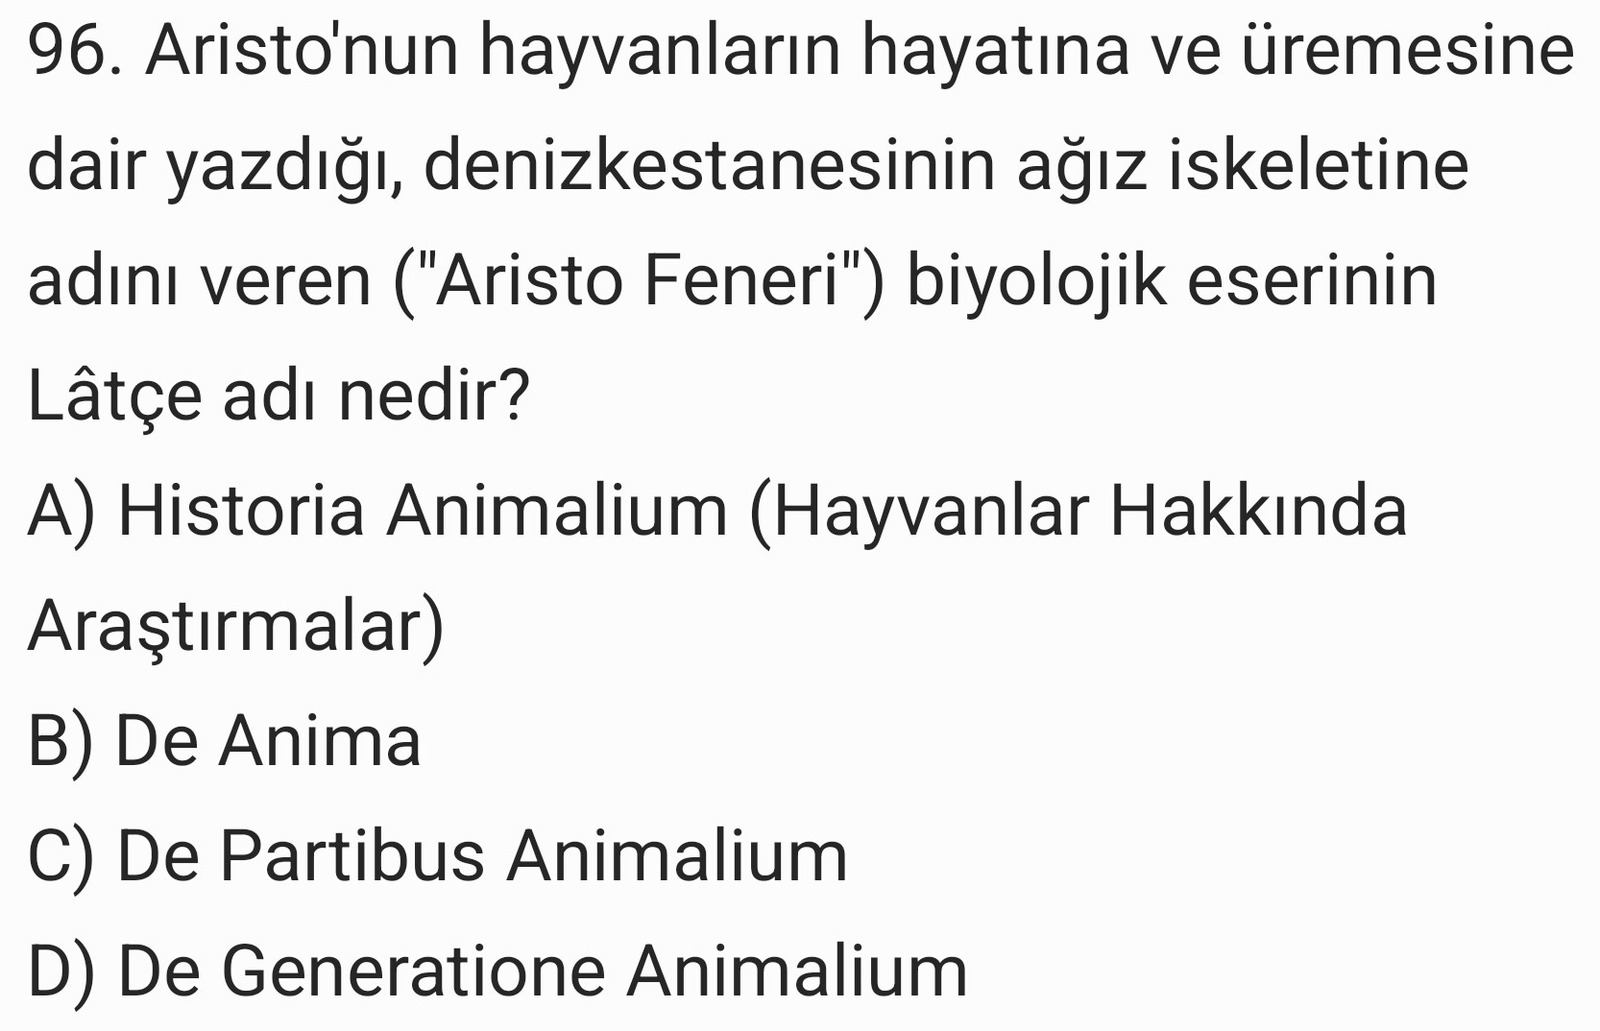 96. Aristo'nun hayvanların hayatına ve üremesine
dair yazdığı, denizkestanesinin ağız iskeletine
adını veren ("Aristo Feneri") biyolojik eserinin
Lâtçe adı nedir?
A) Historia Animalium (Hayvanlar Hakkında
Araştırmalar)
B) De Anima
C) De Partibus Animalium
D) De Generatione Animalium